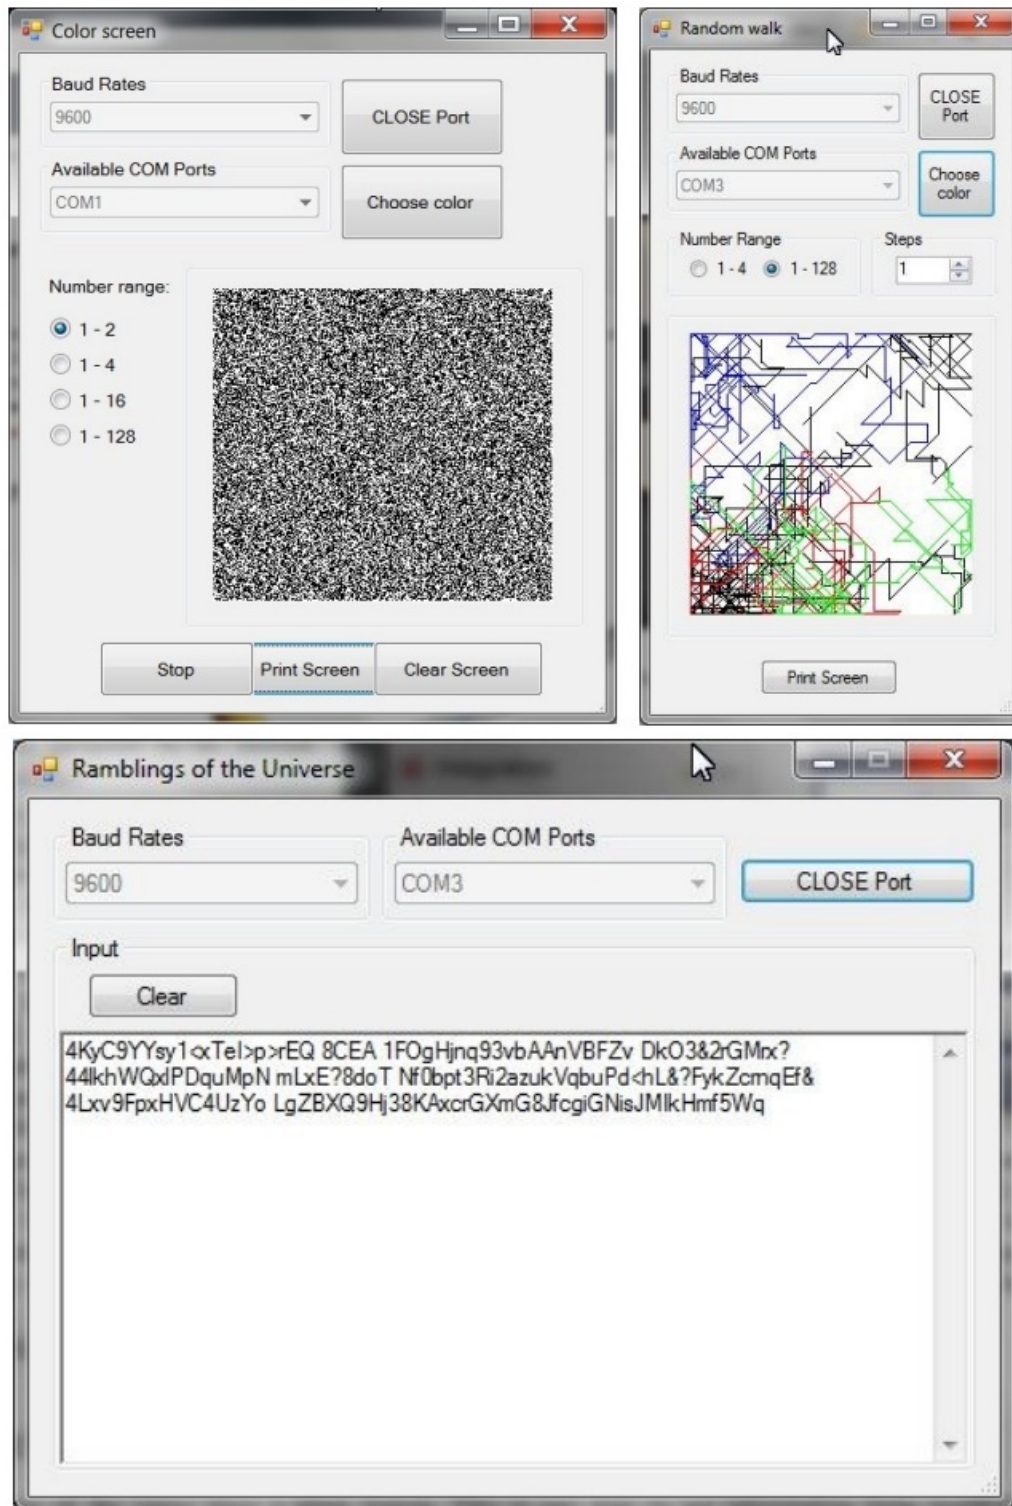 Color screen
Baud Rates
9600
CLOSE Port
Available COM Ports
COM1
Choose color
Number range:
1 - 2
1 - 4
1 - 16
1 - 128
Stop
Print Screen
Clear Screen
Random walk
Baud Rates
9600
CLOSE
Port
Available COM Ports
COM3
Choose
color
Number Range
1 - 4
1 - 128
Steps
1
Print Screen
Ramblings of the Universe
Baud Rates
9600
Available COM Ports
COM3
CLOSE Port
Input
Clear
4KyC9YYsy1<xTeI>p>rEQ 8CEA 1FOgHjnq93vbAAnVBFZv DkO3&2rGMrx?
44lkhWQxlPDquMpN mLxE?8doT Nf0bpt3Ri2azukVqbuPd<hL&?FykZcmqEf&
4Lxv9FpxHVC4UzYo LgZBXQ9Hj38KAxcrGXmG8JfcgiGNisJMlkHmf5Wq